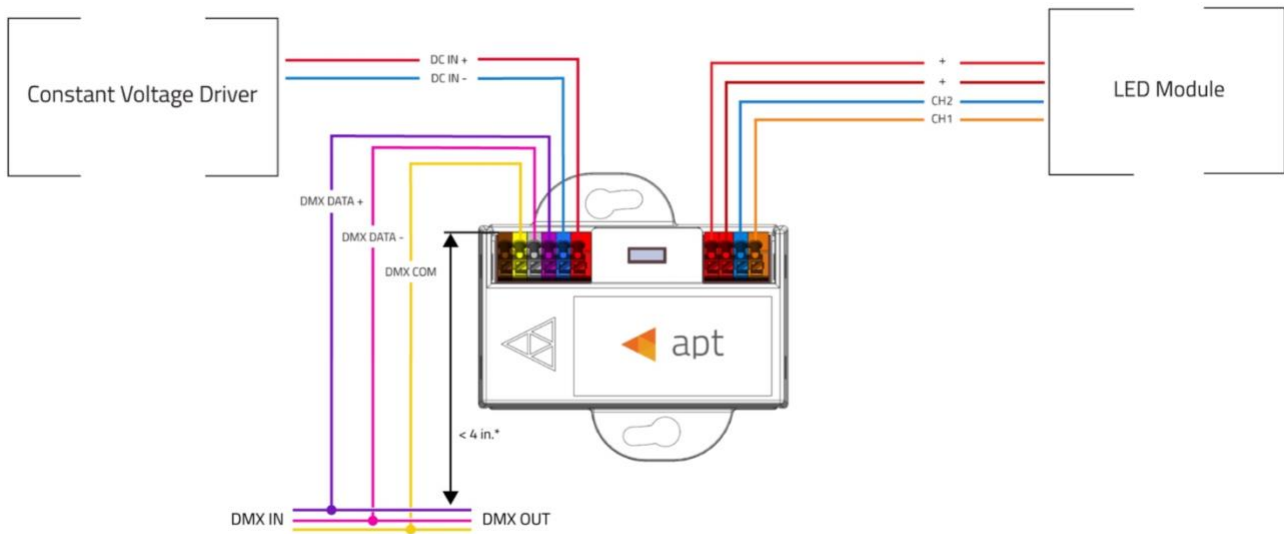 Constant Voltage Driver
DC IN +
DC IN -
+
+
CH2
CH1
LED Module
DMX DATA +
DMX DATA -
DMX COM
apt
< 4 in.*
DMX IN
DMX OUT